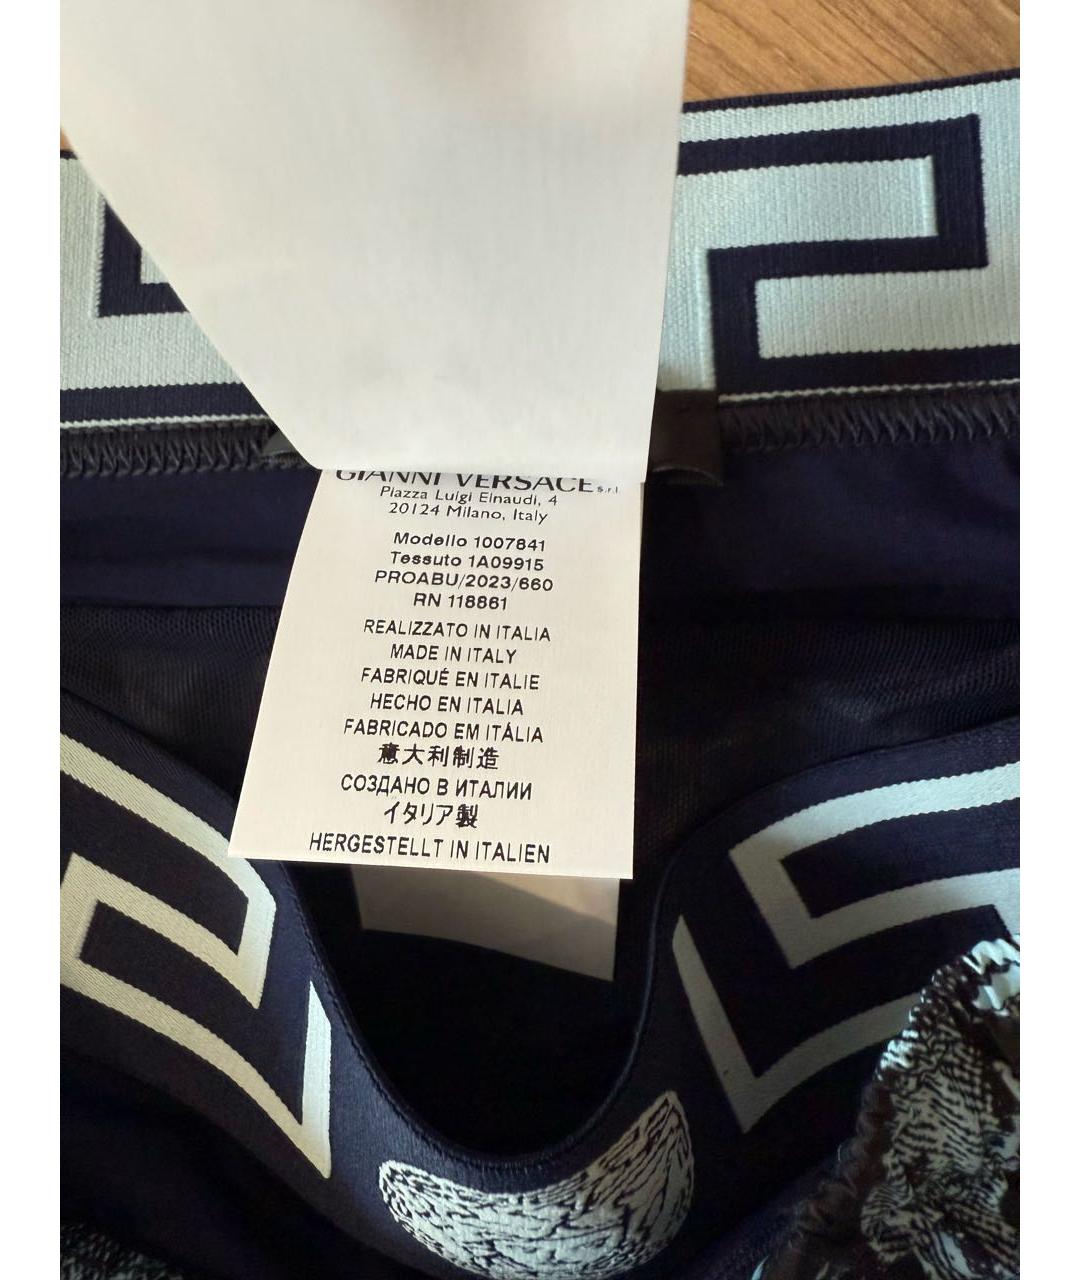 GIANNI VERSACE s.r.l
Piazza Luigi Einaudi, 4
20124 Milano, Italy
Modello 1007841
Tessuto 1A09915
PROABU/2023/660
RN 118861
REALIZZATO IN ITALIA
MADE IN ITALY
FABRIQUÉ EN ITALIE
HECHO EN ITALIA
FABRICADO EM ITÁLIA
意大利制造
СОЗДАНО В ИТАЛИИ
イタリア製
HERGESTELLT IN ITALIEN